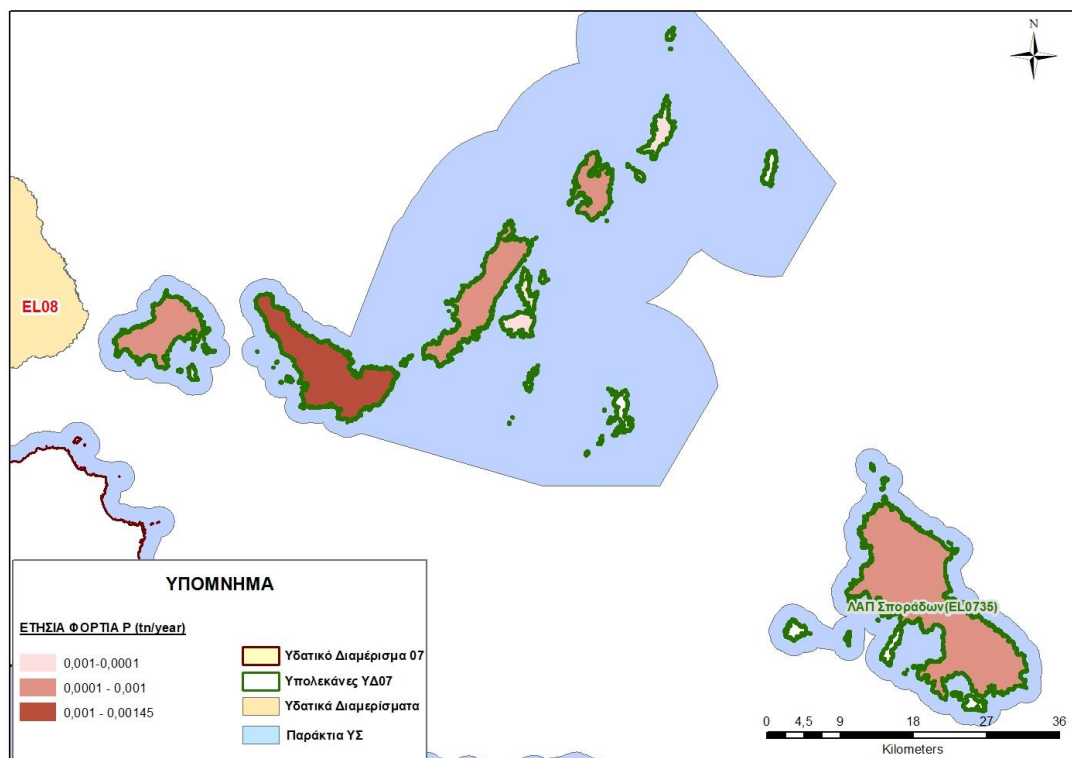 N
EL08
ΛΑΠ Σποράδων(EL0735)
ΥΠΟΜΝΗΜΑ
ΕΤΗΣΙΑ ΦΟΡΤΙΑ P (tn/year)
0,001-0,0001
0,0001 - 0,001
0,001 - 0,00145
Υδατικό Διαμέρισμα 07
Υπολεκάνες ΥΔ07
Υδατικά Διαμερίσματα
Παράκτια ΥΣ
0 4,5 9 18 27 36
Kilometers